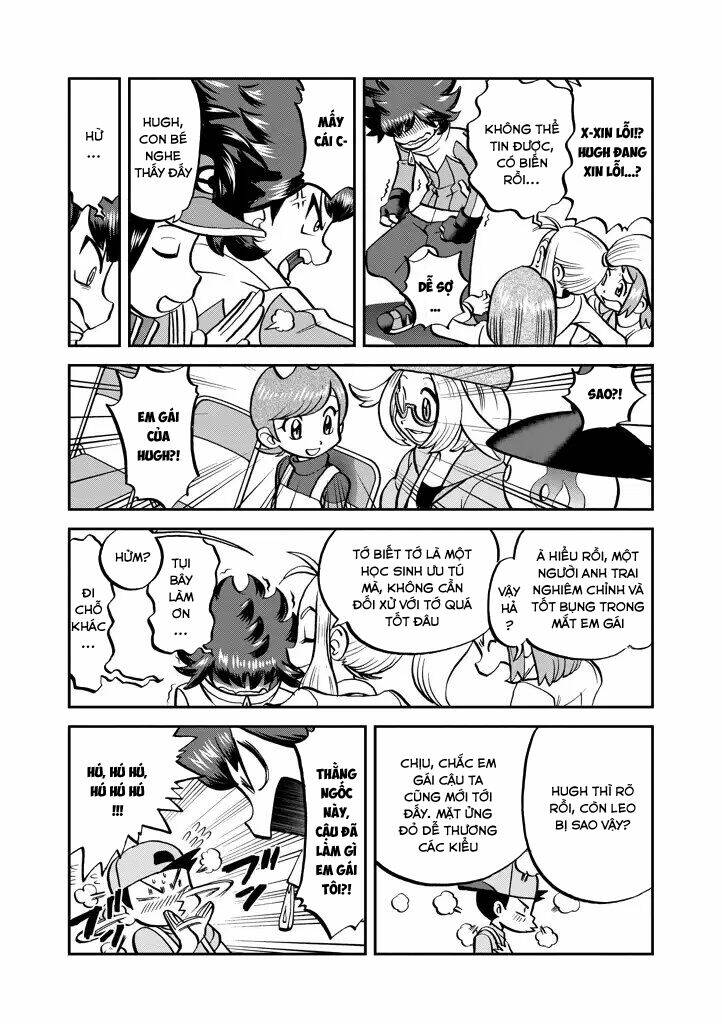 X-XIN LỖI!?
HUGH ĐANG
XIN LỖI...?
KHÔNG THỂ
TIN ĐƯỢC,
CÓ BIẾN
RỒI...
DỄ SỢ
...
MẤY
CÁI C-
HUGH,
CON BÉ
NGHE
THẤY ĐẤY
HỬ
...
SAO?!
EM GÁI
CỦA
HUGH?!
À HIỂU RỒI, MỘT
NGƯỜI ANH TRAI
NGHIÊM CHỈNH VÀ
TỐT BỤNG TRONG
MẮT EM GÁI
VẬY
HẢ
?
TỚ BIẾT TỚ LÀ MỘT
HỌC SINH ƯU TÚ
MÀ, KHÔNG CẦN
ĐỐI XỬ VỚI TỚ QUÁ
TỐT ĐÂU
TỤI
BÂY
LÀM
ƠN
...
HỬM?
ĐI
CHỖ
KHÁC
...
HUGH THÌ RÕ
RỒI, CÒN LEO
BỊ SAO VẬY?
CHỊU, CHẮC EM
GÁI CẬU TA
CŨNG MỚI TỚI
ĐẤY. MẶT ỬNG
ĐỎ DỄ THƯƠNG
CÁC KIỂU
THẰNG
NGỐC
NÀY,
CẬU ĐÃ
LÀM GÌ
EM GÁI
TÔI?!
HÚ, HÚ HÚ,
HÚ HÚ HÚ
!!!